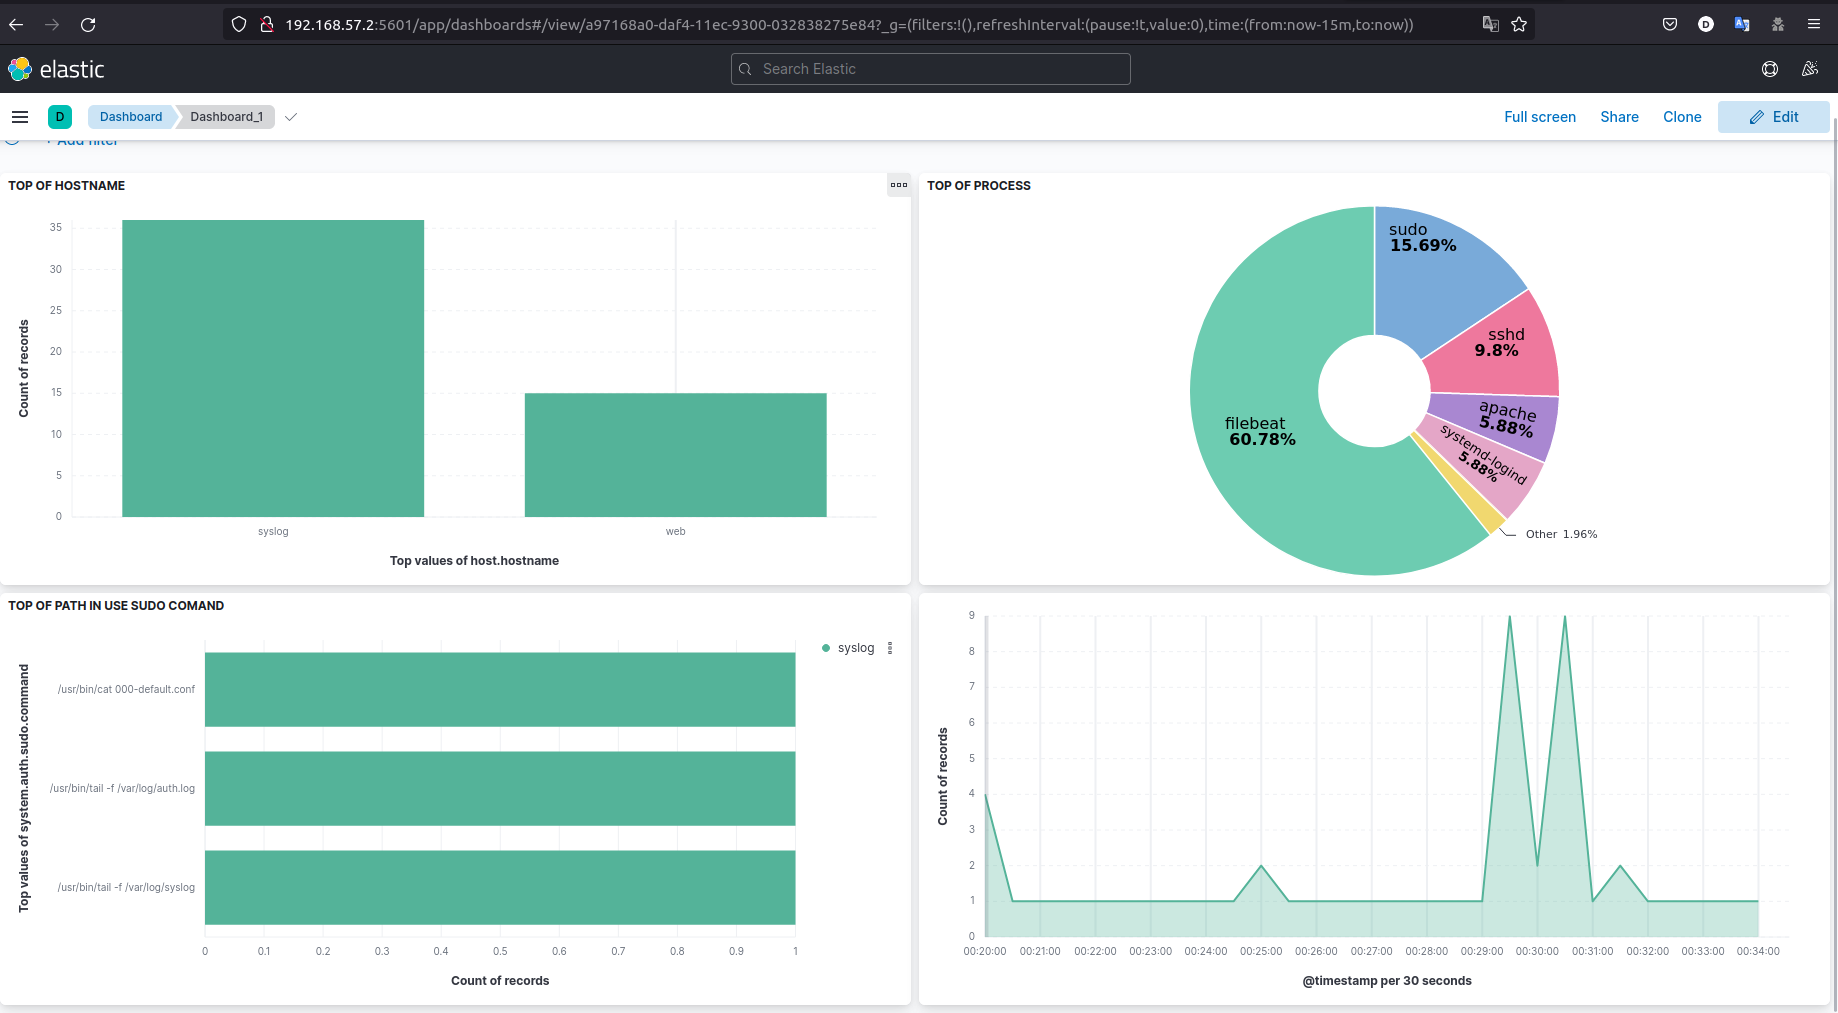 192.168.57.2:5601/app/dashboards#/view/a97168a0-daf4-11ec-9300-032838275e84?_g=(filters:!(),refreshInterval:(pause:!t,value:0),time:(from:now-15m,to:now))
D
elastic
Search Elastic
D
Dashboard
Dashboard_1
Full screen
Share
Clone
Edit
+ Add filter
TOP OF HOSTNAME
Count of records
35
30
25
20
15
10
5
0
syslog
web
Top values of host.hostname
TOP OF PROCESS
sudo
15.69%
sshd
9.8%
apache
5.88%
systemd-logind
5.88%
filebeat
60.78%
Other 1.96%
TOP OF PATH IN USE SUDO COMAND
syslog
Top values of system.auth.sudo.command
/usr/bin/cat 000-default.conf
/usr/bin/tail -f /var/log/auth.log
/usr/bin/tail -f /var/log/syslog
0 0.1 0.2 0.3 0.4 0.5 0.6 0.7 0.8 0.9 1
Count of records
Count of records
9
8
7
6
5
4
3
2
1
0
00:20:00 00:21:00 00:22:00 00:23:00 00:24:00 00:25:00 00:26:00 00:27:00 00:28:00 00:29:00 00:30:00 00:31:00 00:32:00 00:33:00 00:34:00
@timestamp per 30 seconds